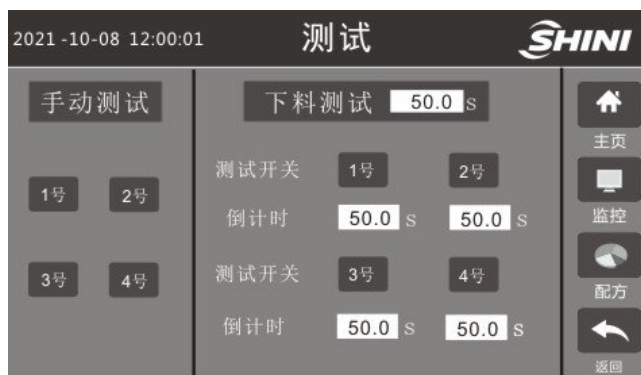 2021-10-08 12:00:01
测试
SHINI
手动测试
1号 2号
3号 4号
下料测试 50.0 s
测试开关 1号 2号
倒计时 50.0 s 50.0 s
测试开关 3号 4号
倒计时 50.0 s 50.0 s
主页
监控
配方
返回